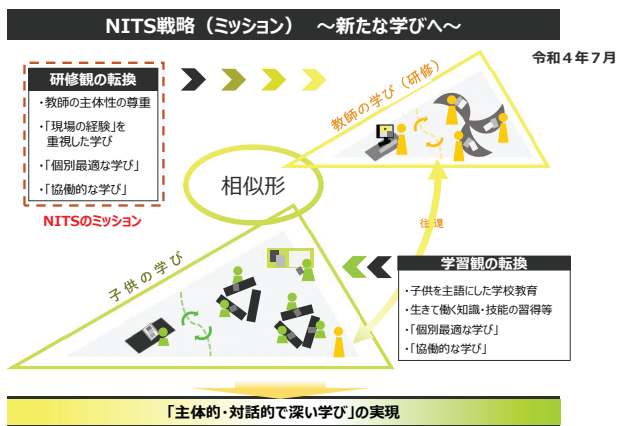 NITS戦略（ミッション）　～新たな学びへ～
令和４年７月
研修観の転換
・教師の主体性の尊重
・「現場の経験」を
重視した学び
・「個別最適な学び」
・「協働的な学び」
NITSのミッション
教師の学び（研修）
相似形
往還
子供の学び
学習観の転換
・子供を主語にした学校教育
・生きて働く知識・技能の習得等
・「個別最適な学び」
・「協働的な学び」
「主体的・対話的で深い学び」の実現